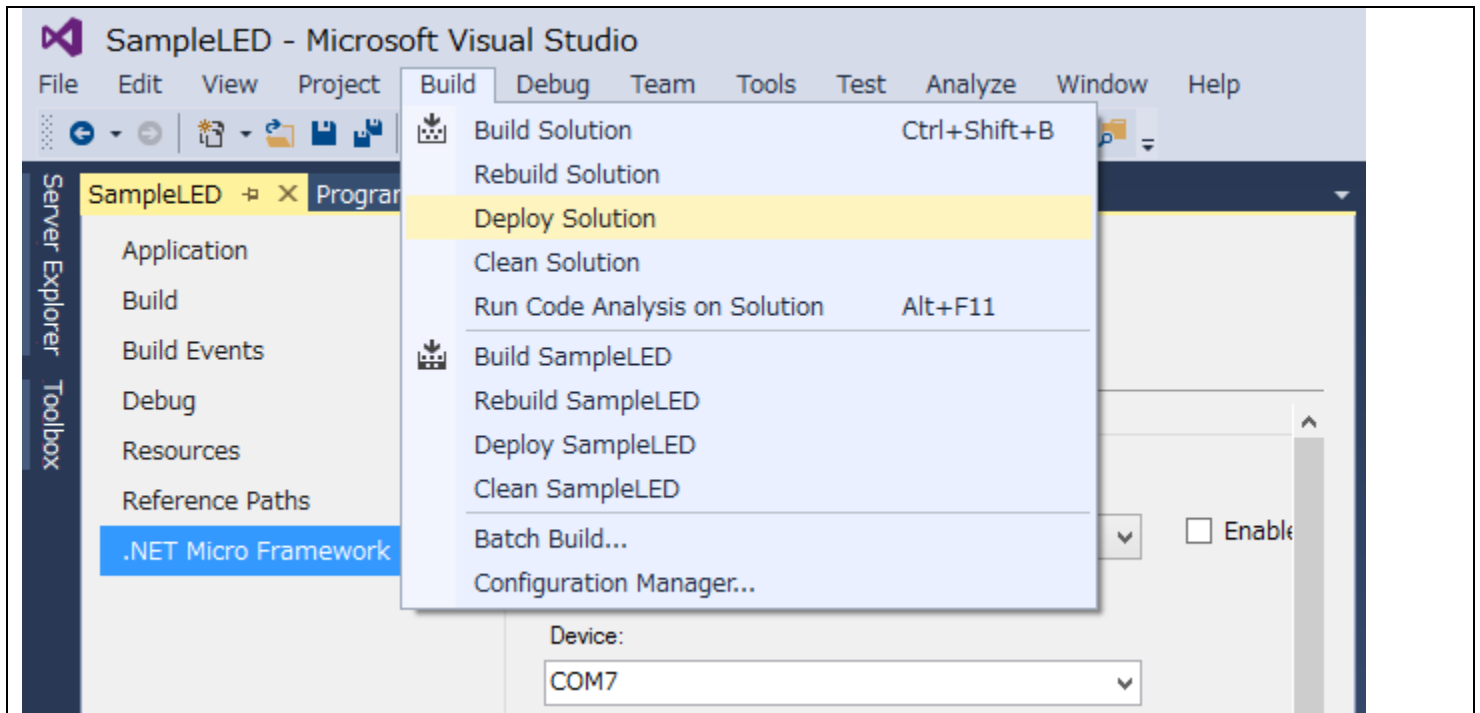 SampleLED - Microsoft Visual Studio
File Edit View Project Build Debug Team Tools Test Analyze Window Help
Build Solution Ctrl+Shift+B
Rebuild Solution
Deploy Solution
Clean Solution
Run Code Analysis on Solution Alt+F11
Build SampleLED
Rebuild SampleLED
Deploy SampleLED
Clean SampleLED
Batch Build...
Configuration Manager...
Server Explorer
Toolbox
SampleLED Progra
Application
Build
Build Events
Debug
Resources
Reference Paths
.NET Micro Framework
Enable
Device:
COM7